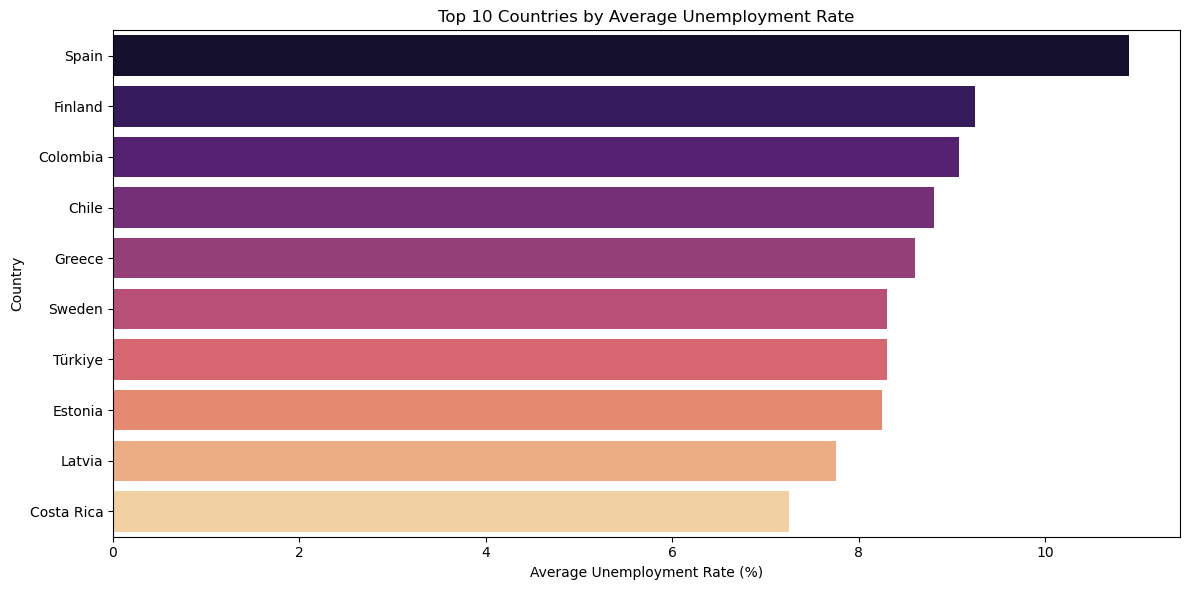 Top 10 Countries by Average Unemployment Rate
Country
Spain
Finland
Colombia
Chile
Greece
Sweden
Türkiye
Estonia
Latvia
Costa Rica
0 2 4 6 8 10
Average Unemployment Rate (%)